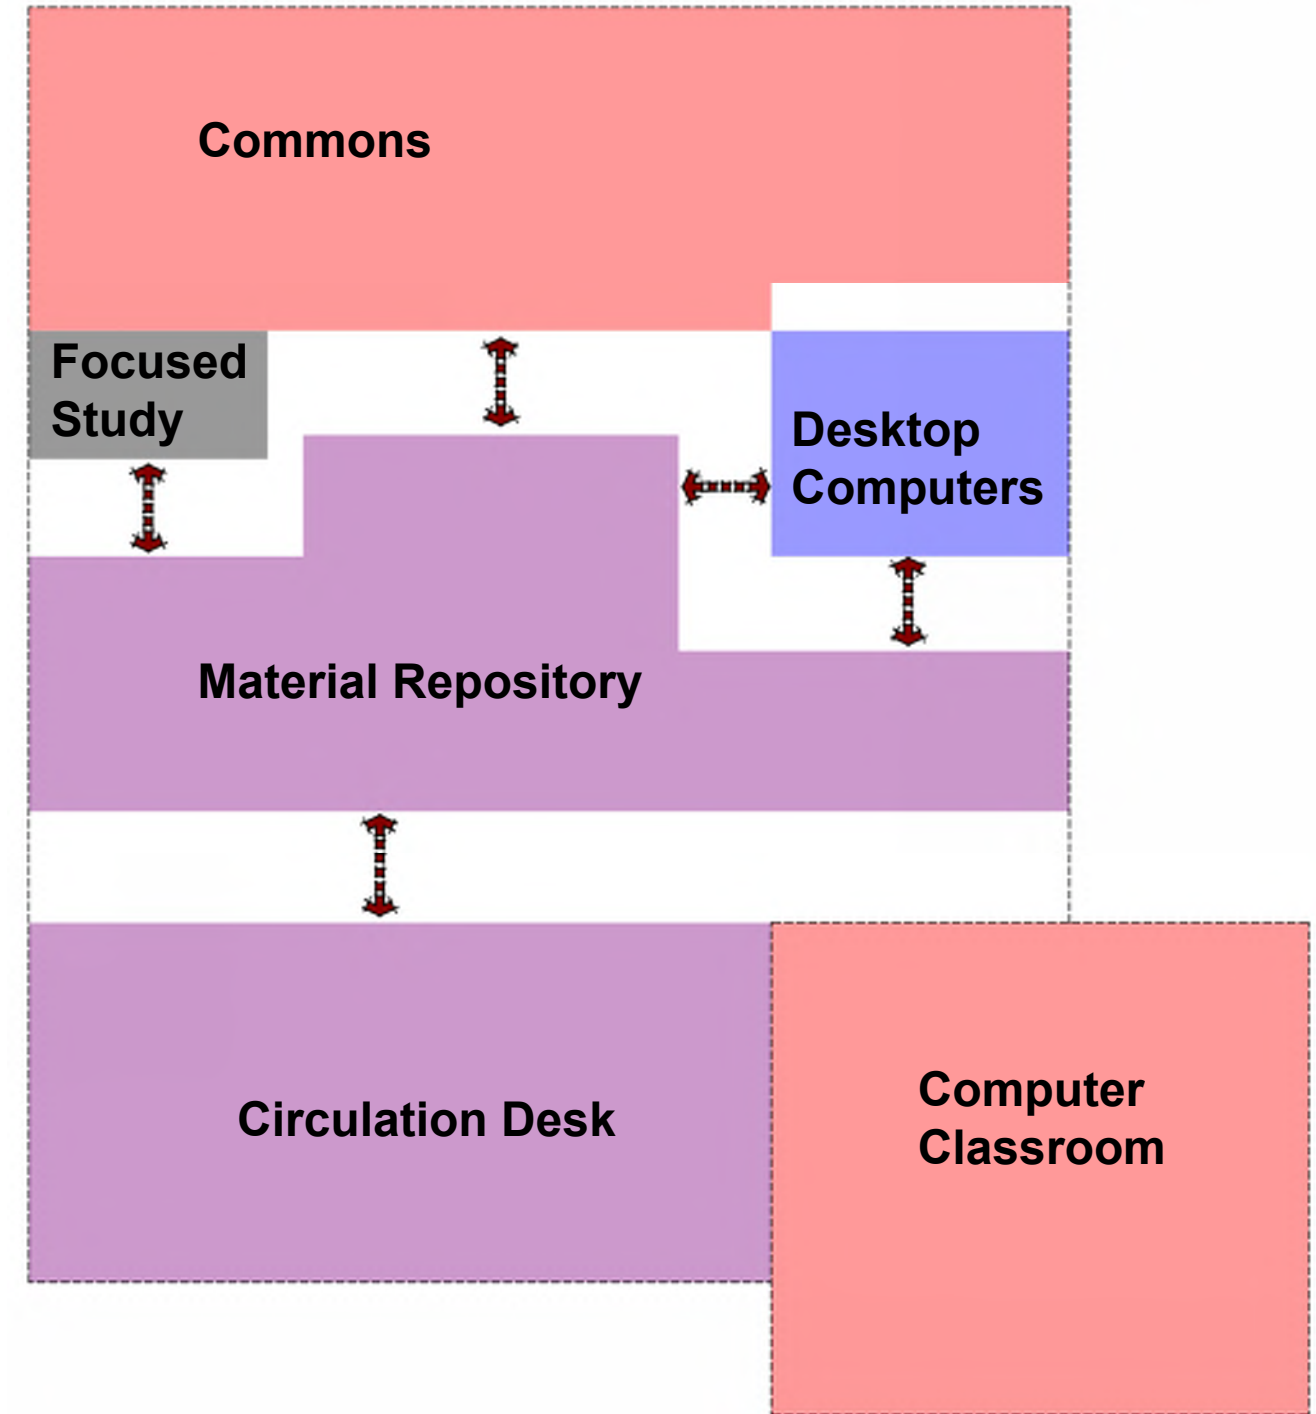 Commons
Focused
Study
Desktop
Computers
Material Repository
Circulation Desk
Computer
Classroom